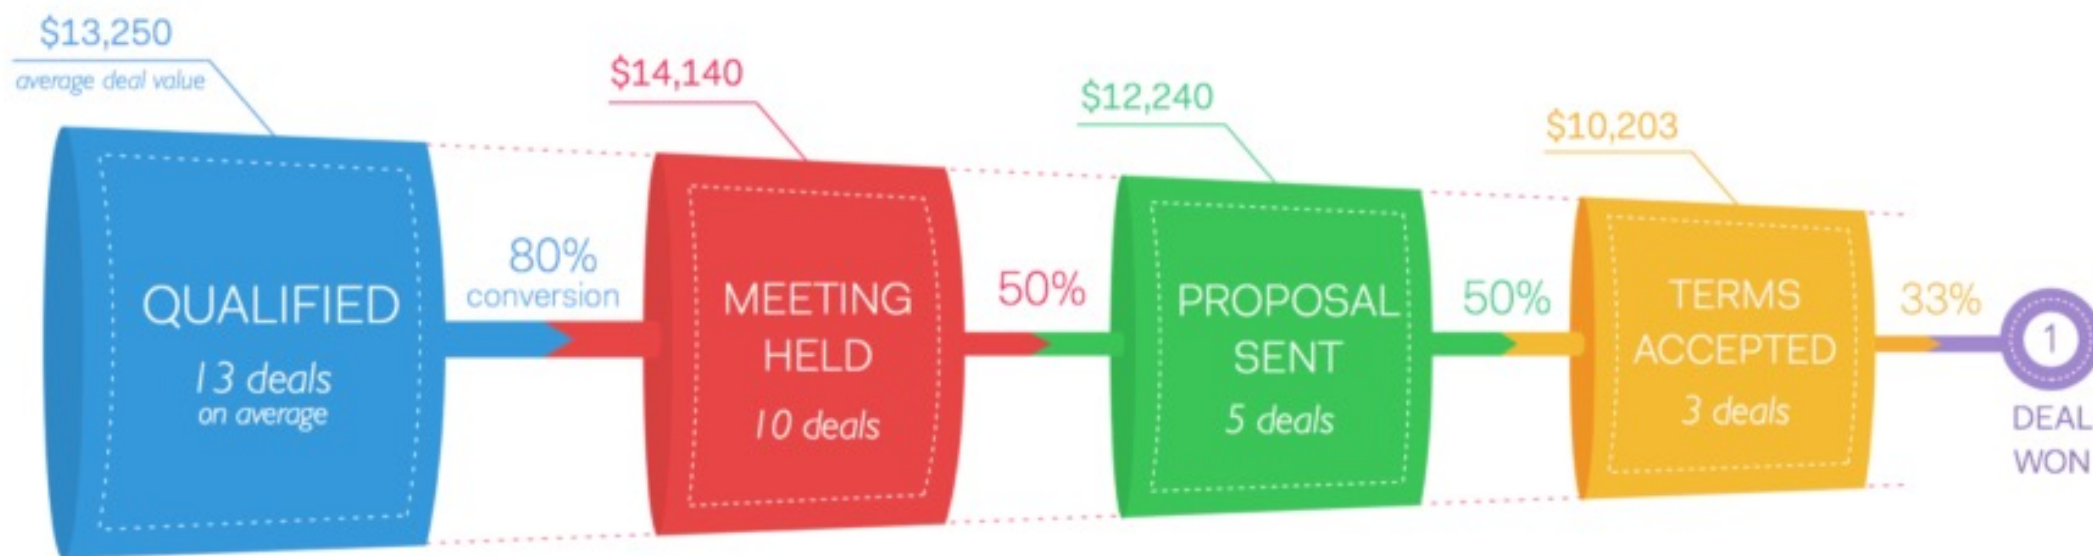 $13,250
average deal value
QUALIFIED
13 deals
on average
80%
conversion
$14,140
MEETING
HELD
10 deals
50%
$12,240
PROPOSAL
SENT
5 deals
50%
$10,203
TERMS
ACCEPTED
3 deals
33%
1
DEAL
WON